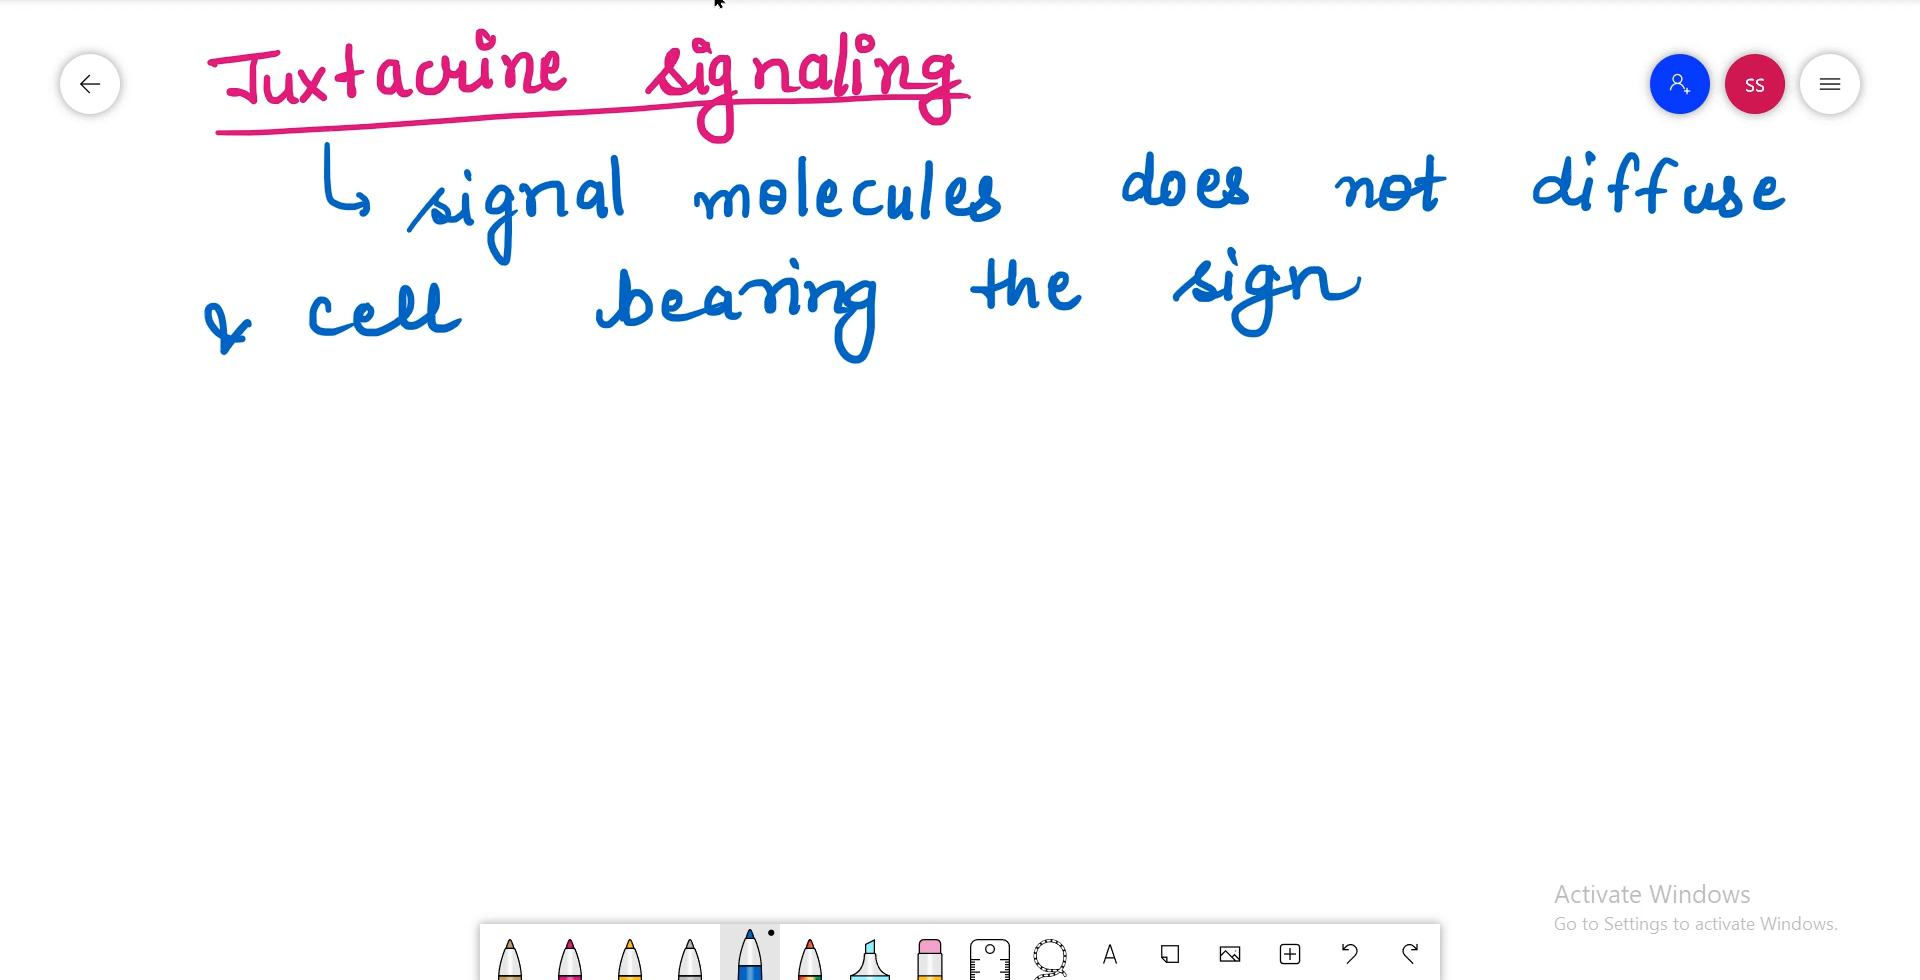 Juxtacrine signaling
SS
signal molecules does not diffuse
& cell bearing the sign
Activate Windows
Go to Settings to activate Windows.
A